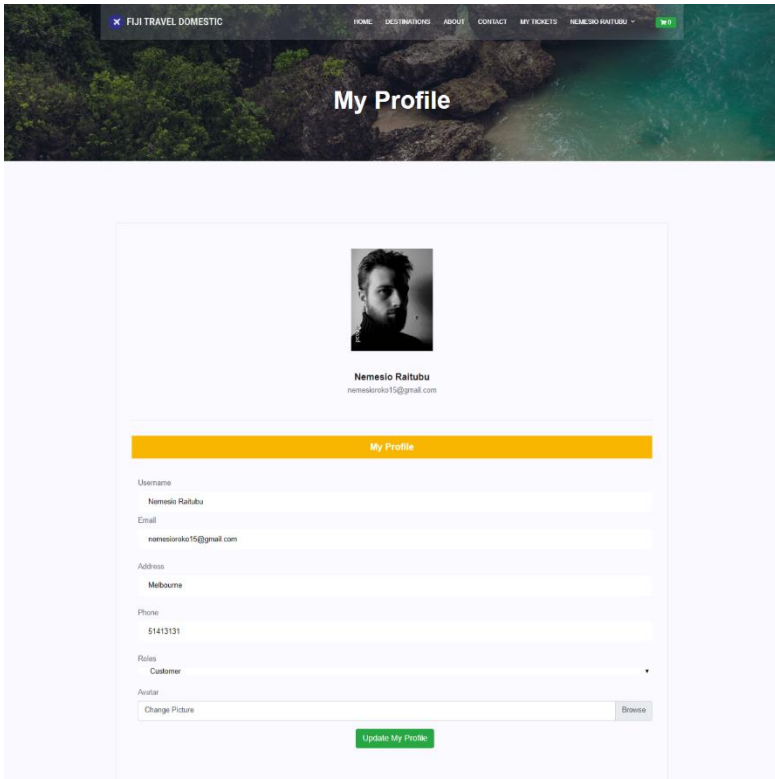 FIJI TRAVEL DOMESTIC
HOME DESTINATIONS ABOUT CONTACT MY TICKETS NEMESIO RAITUBU 0
My Profile
Nemesio Raitubu
nemesioroko15@gmail.com
My Profile
Username
Nemesio Raitubu
Email
nemesioroko15@gmail.com
Address
Melbourne
Phone
51413131
Roles
Customer
Avatar
Change Picture Browse
Update My Profile